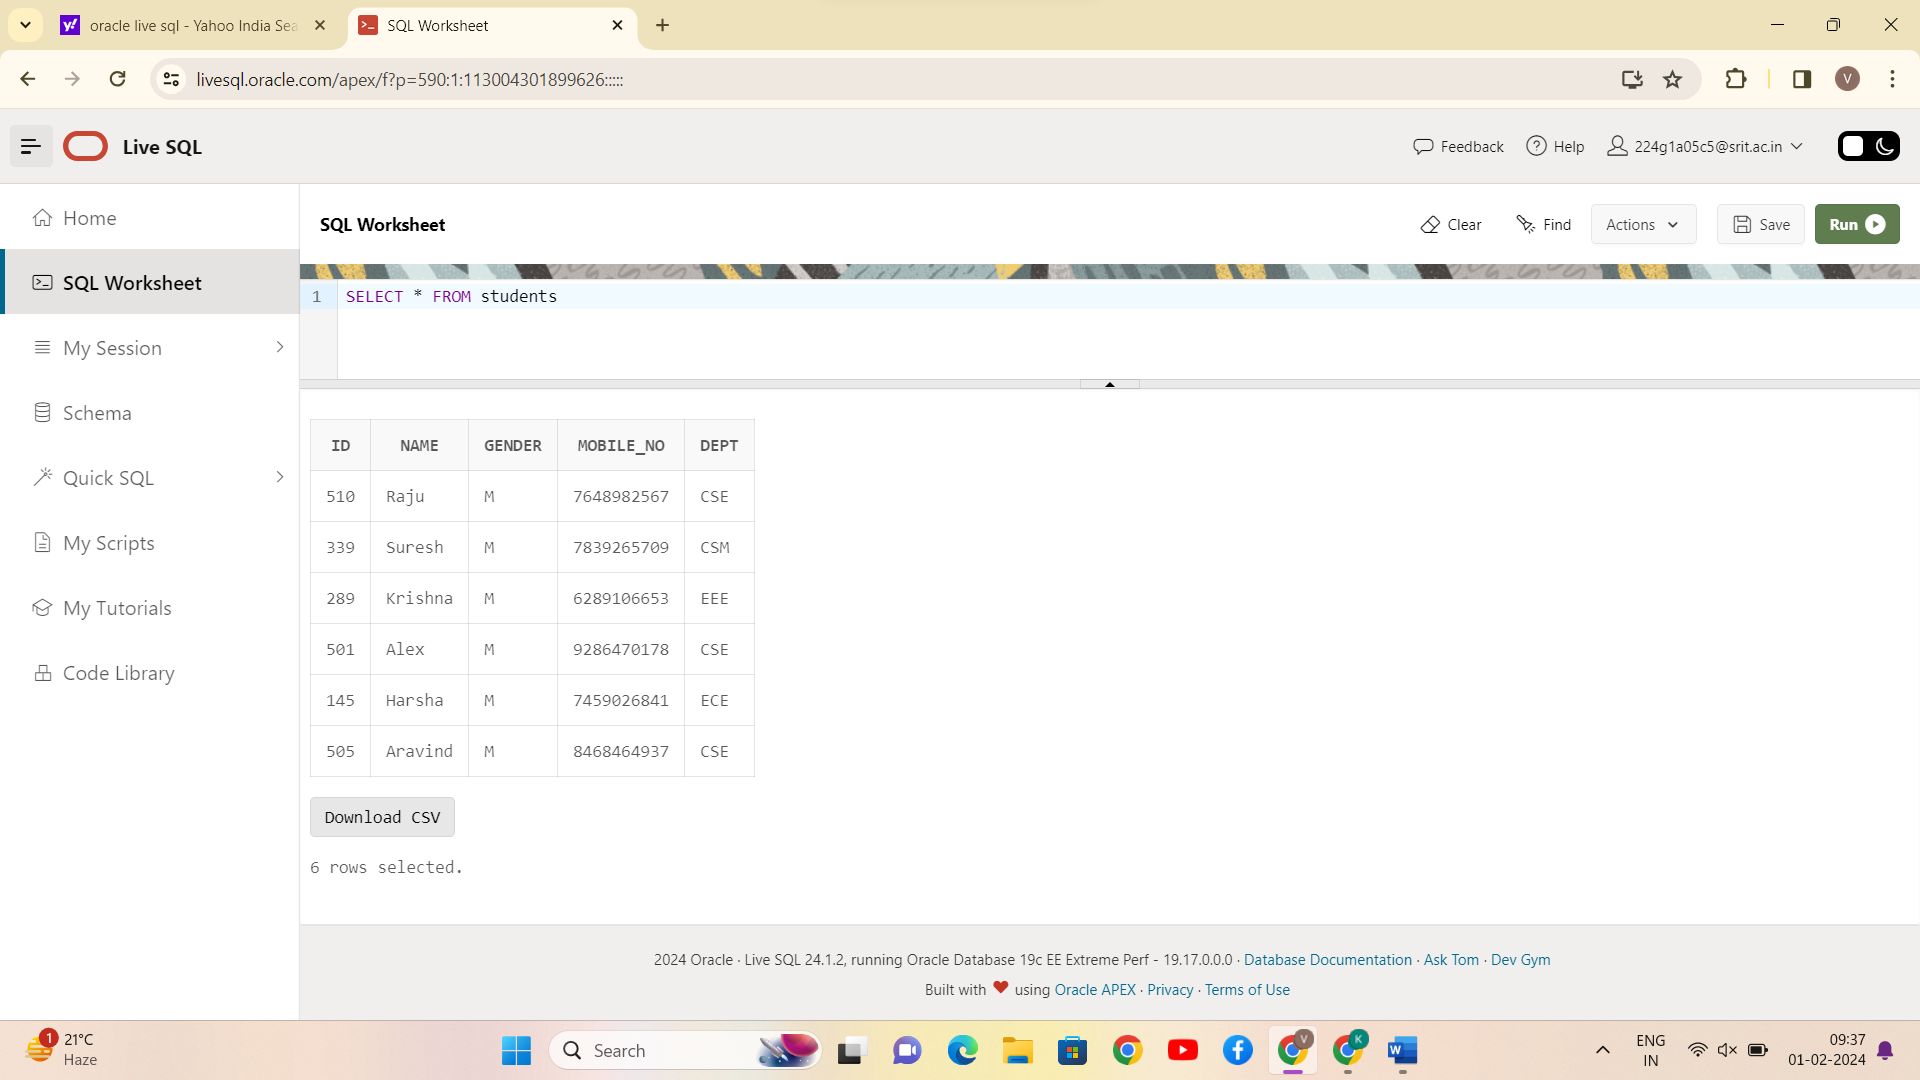 oracle live sql - Yahoo India Sea
SQL Worksheet
livesql.oracle.com/apex/f?p=590:1:113004301899626:::::
V
Live SQL
Feedback
Help
224g1a05c5@srit.ac.in
Home
SQL Worksheet
My Session
Schema
Quick SQL
My Scripts
My Tutorials
Code Library
SQL Worksheet
Clear
Find
Actions
Save
Run
1 SELECT * FROM students
ID NAME GENDER MOBILE_NO DEPT
510 Raju M 7648982567 CSE
339 Suresh M 7839265709 CSM
289 Krishna M 6289106653 EEE
501 Alex M 9286470178 CSE
145 Harsha M 7459026841 ECE
505 Aravind M 8468464937 CSE
Download CSV
6 rows selected.
2024 Oracle · Live SQL 24.1.2, running Oracle Database 19c EE Extreme Perf - 19.17.0.0.0 · Database Documentation · Ask Tom · Dev Gym
Built with ❤ using Oracle APEX · Privacy · Terms of Use
1
21°C
Haze
Search
V
K
W
ENG
IN
09:37
01-02-2024